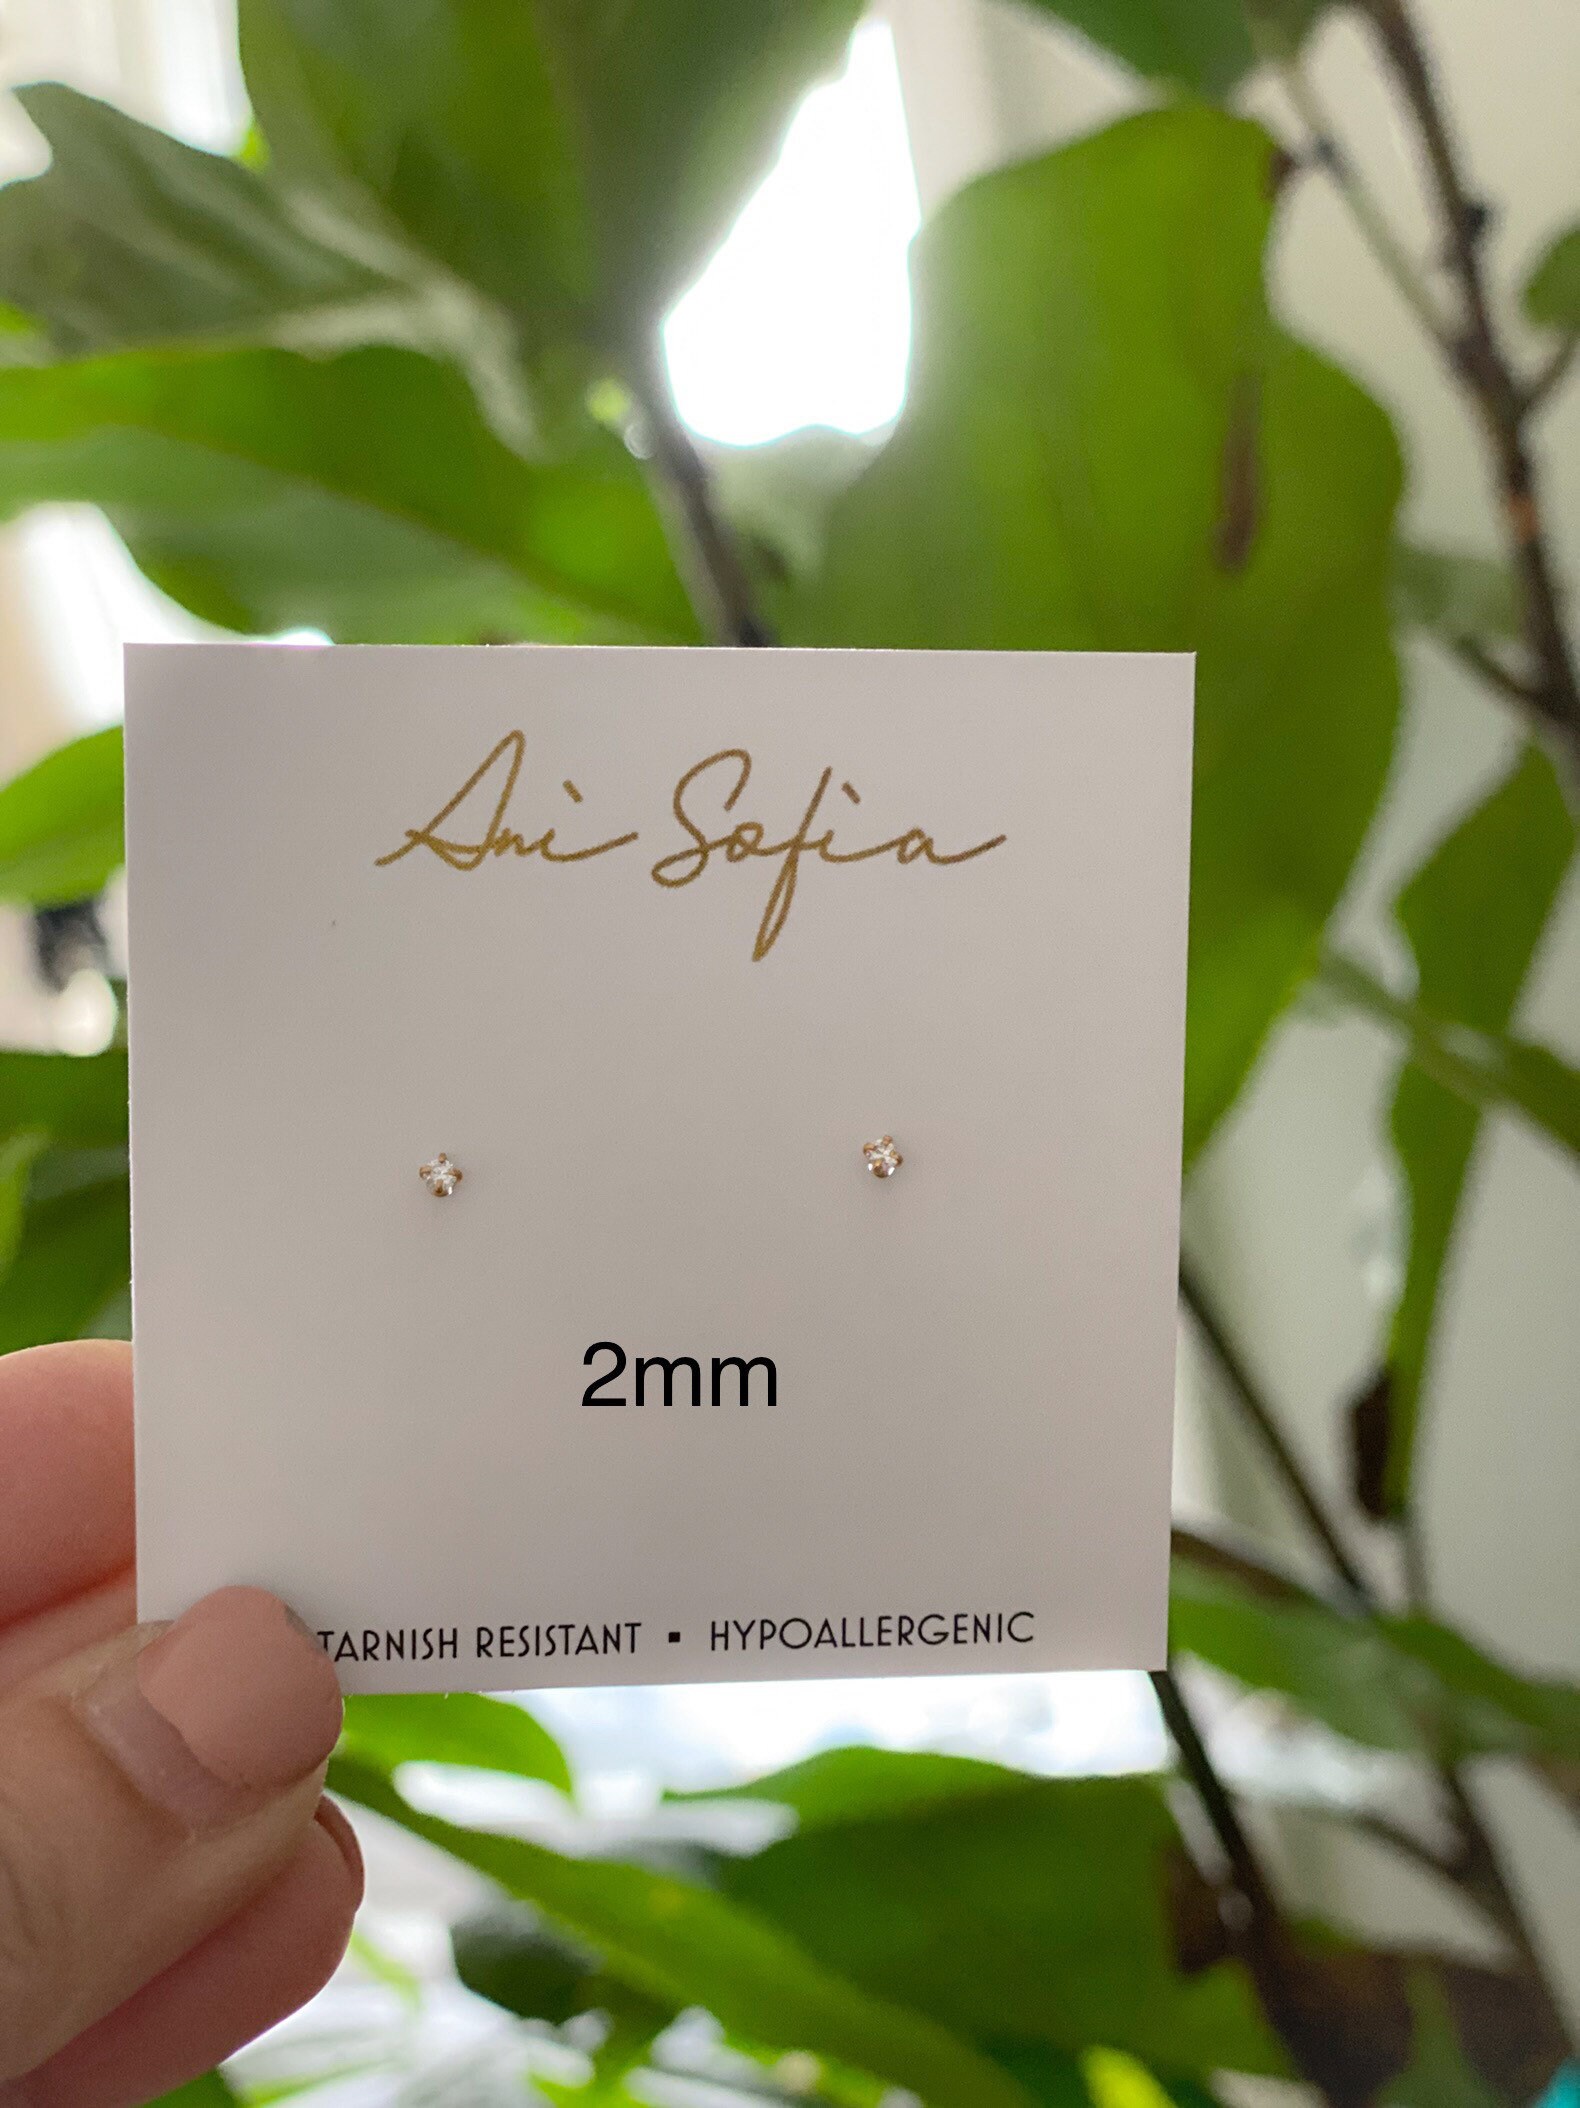 Ani Sofia
2mm
TARNISH RESISTANT ▪ HYPOALLERGENIC